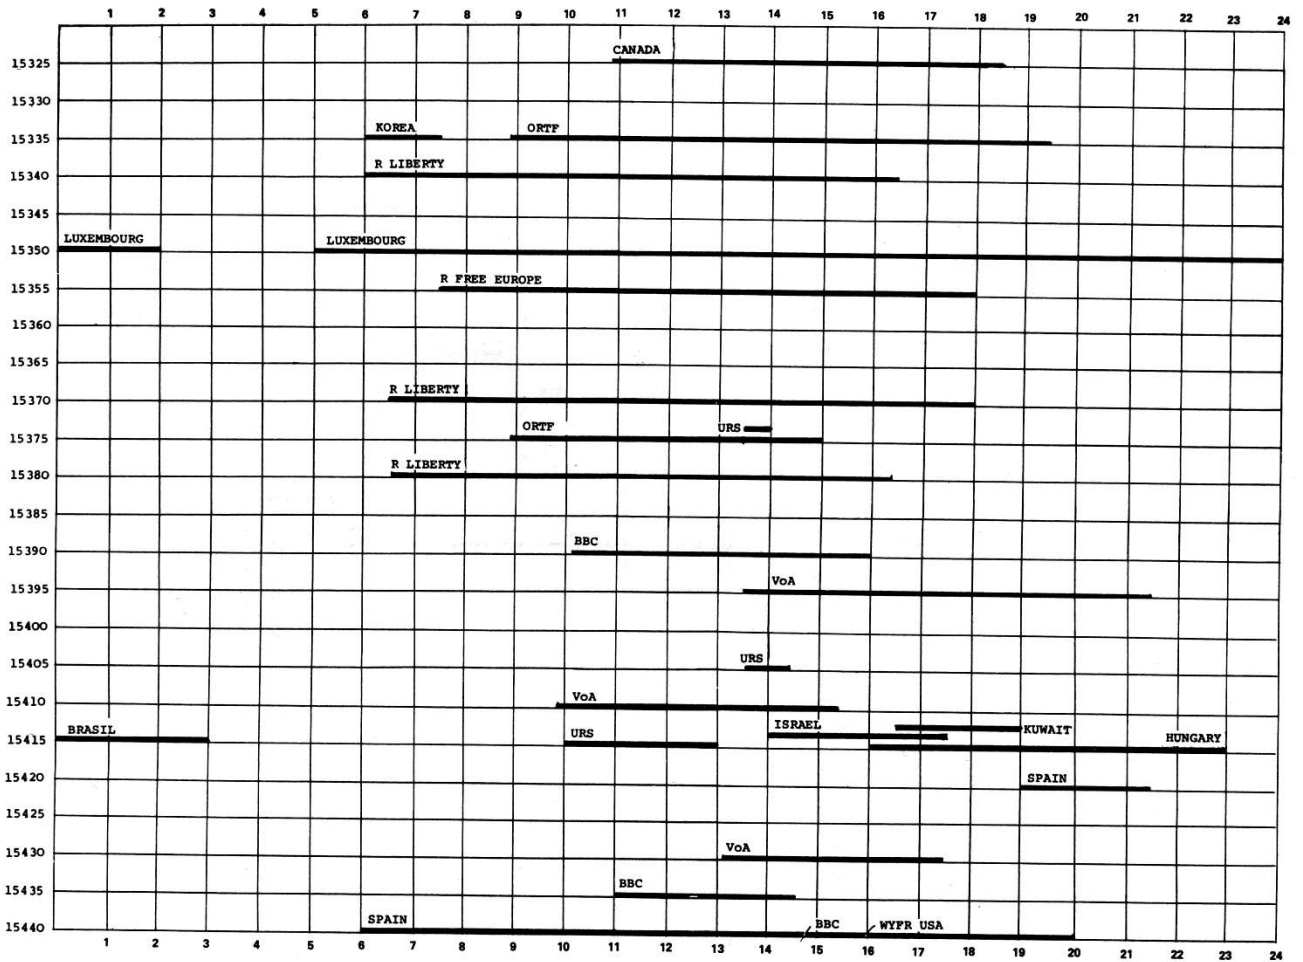 1 2 3 4 5 6 7 8 9 10 11 12 13 14 15 16 17 18 19 20 21 22 23 24
CANADA
15325
15330
KOREA ORTF
15335
R LIBERTY
15340
15345
LUXEMBOURG LUXEMBOURG
15350
R FREE EUROPE
15355
15360
15365
R LIBERTY
15370
ORTF URS
15375
R LIBERTY
15380
15385
BBC
15390
VoA
15395
15400
URS
15405
VoA
15410
BRASIL URS ISRAEL KUWAIT HUNGARY
15415
SPAIN
15420
15425
VoA
15430
BBC
15435
SPAIN BBC WYFR USA
15440
1 2 3 4 5 6 7 8 9 10 11 12 13 14 15 16 17 18 19 20 21 22 23 24